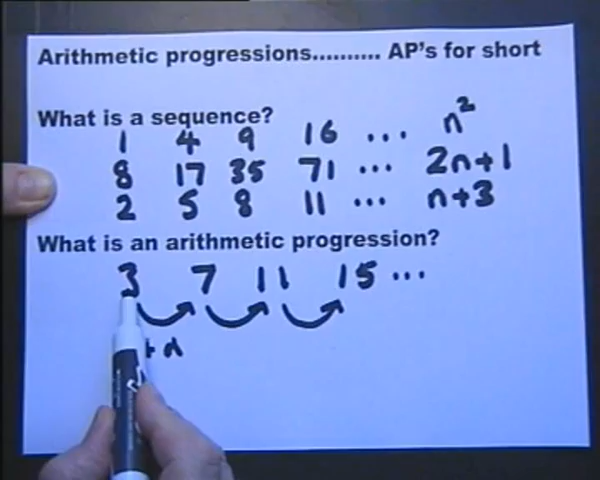 Arithmetic progressions.......... AP's for short
What is a sequence?
1 4 9 16 ... n²
8 17 35 71 ... 2n+1
2 5 8 11 ... n+3
What is an arithmetic progression?
3 7 11 15 ...
+d